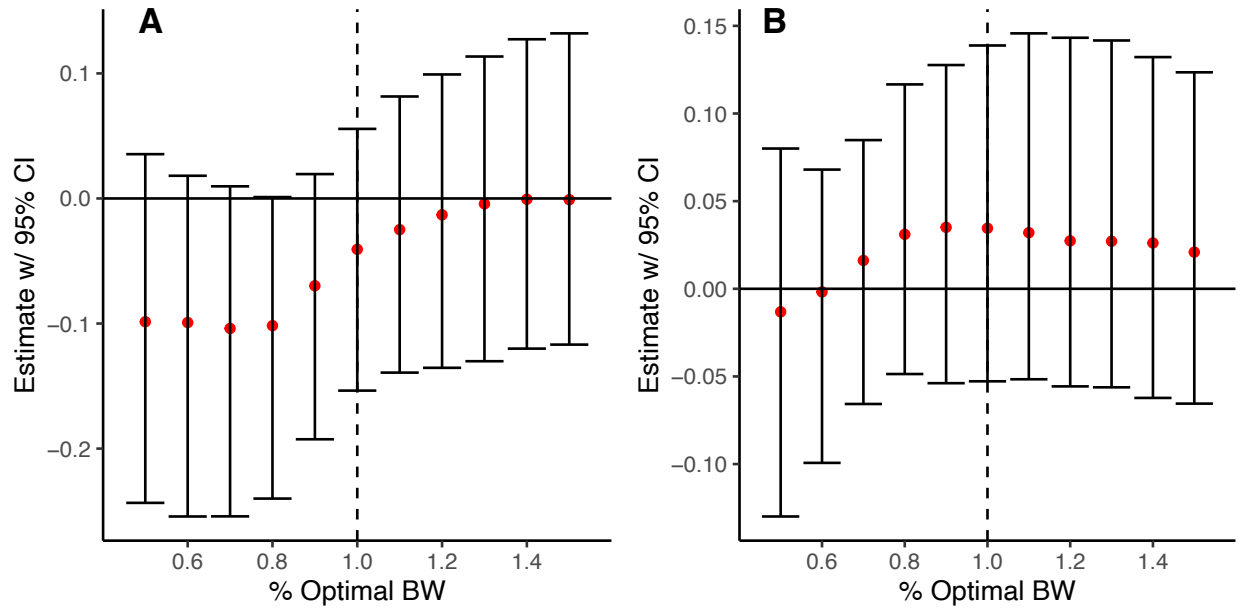 A
Estimate w/ 95% CI
0.1
0.0
−0.1
−0.2
0.6 0.8 1.0 1.2 1.4
% Optimal BW
B
Estimate w/ 95% CI
0.15
0.10
0.05
0.00
−0.05
−0.10
0.6 0.8 1.0 1.2 1.4
% Optimal BW